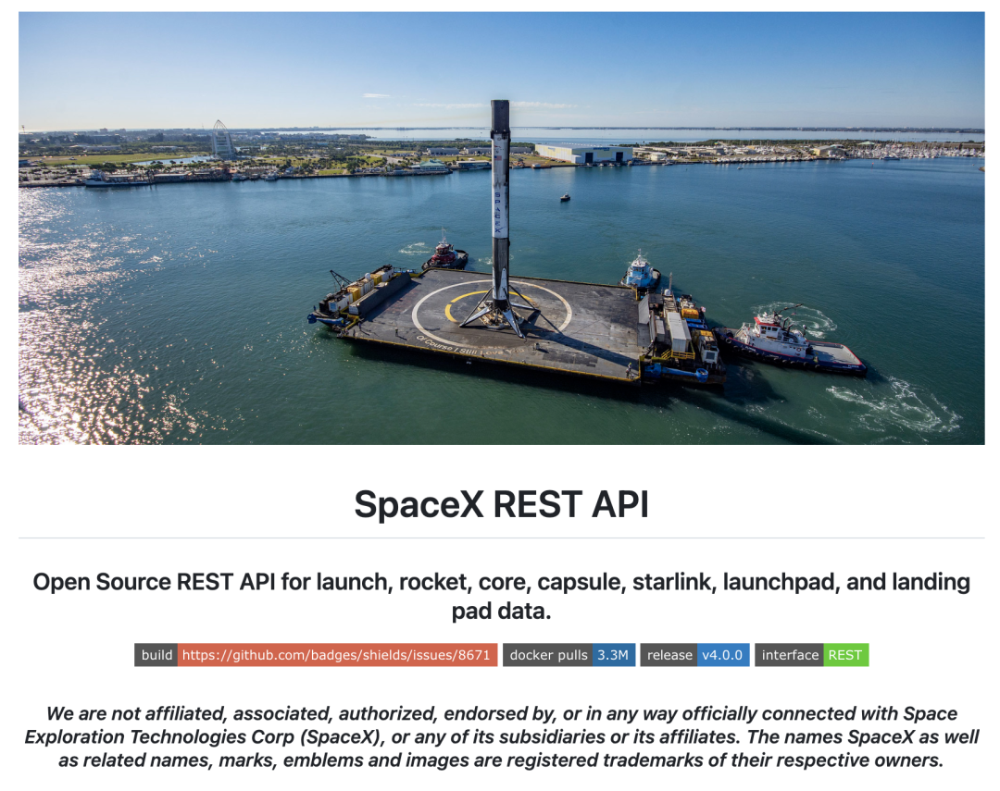 SPACEX
Of Course I Still Love
SpaceX REST API
Open Source REST API for launch, rocket, core, capsule, starlink, launchpad, and landing
pad data.
build https://github.com/badges/shields/issues/8671 docker pulls 3.3M release v4.0.0 interface REST
We are not affiliated, associated, authorized, endorsed by, or in any way officially connected with Space
Exploration Technologies Corp (SpaceX), or any of its subsidiaries or its affiliates. The names SpaceX as well
as related names, marks, emblems and images are registered trademarks of their respective owners.